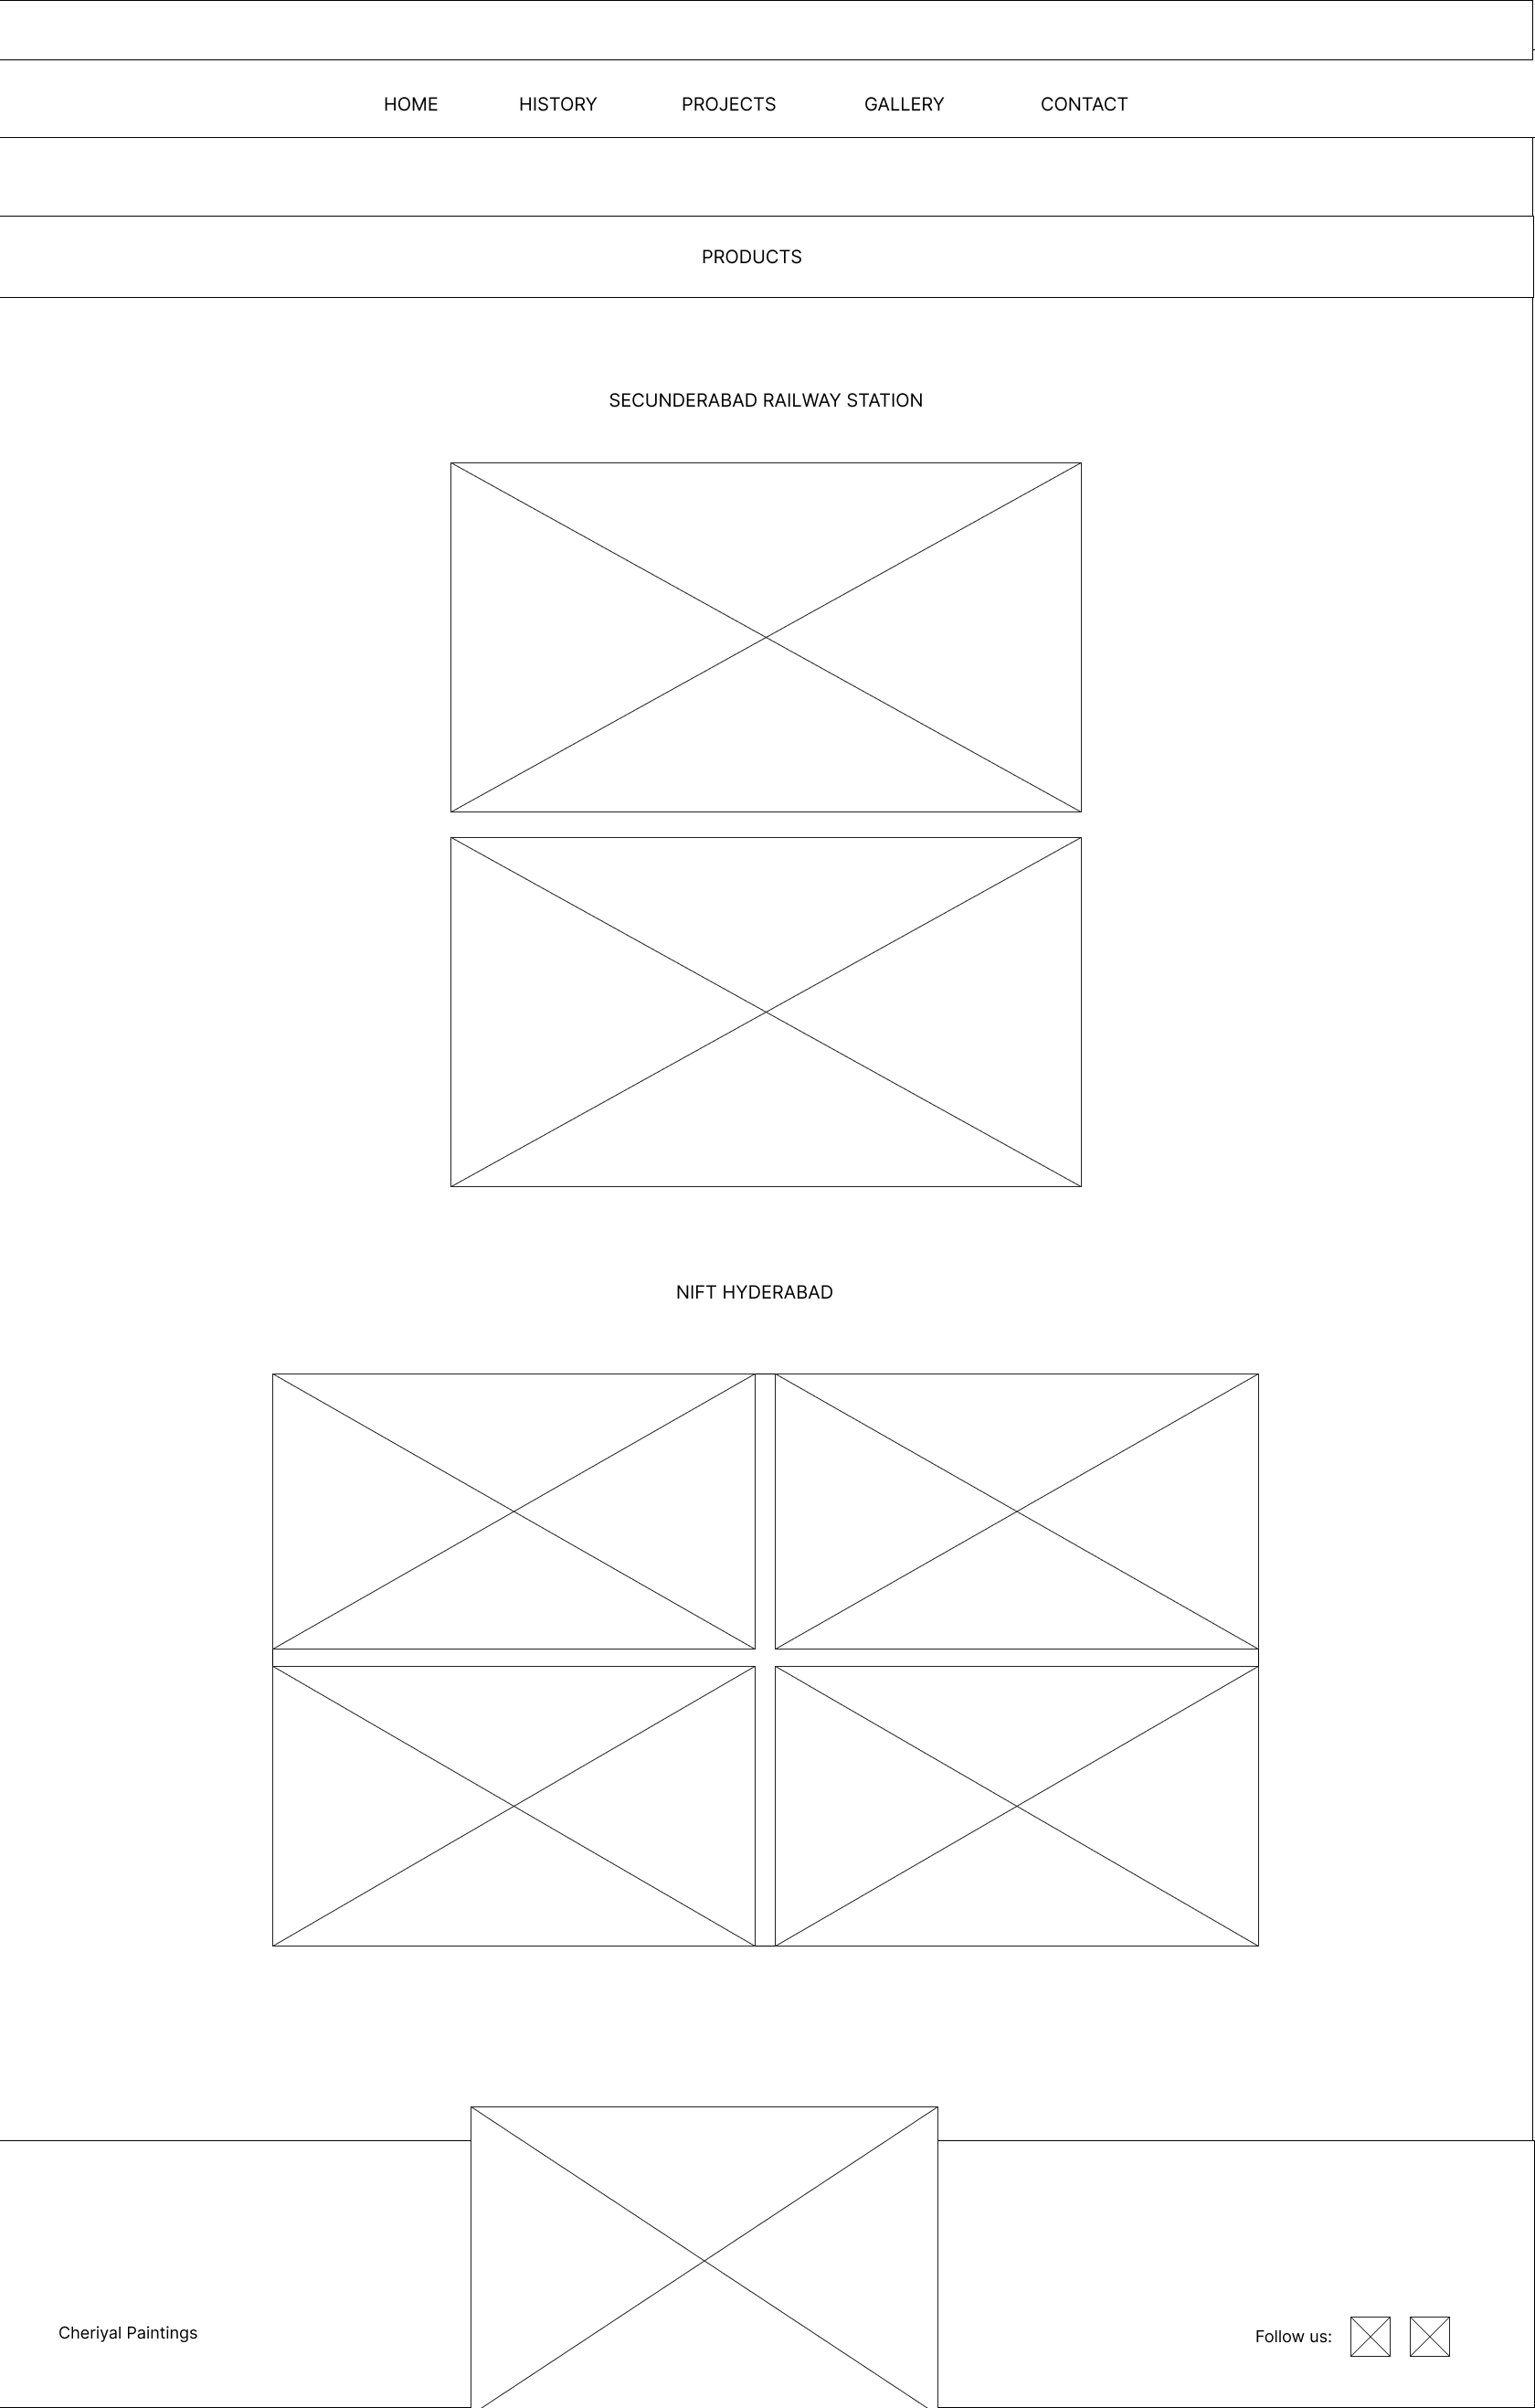 HOME HISTORY PROJECTS GALLERY CONTACT
PRODUCTS
SECUNDERABAD RAILWAY STATION
NIFT HYDERABAD
Cheriyal Paintings
Follow us: